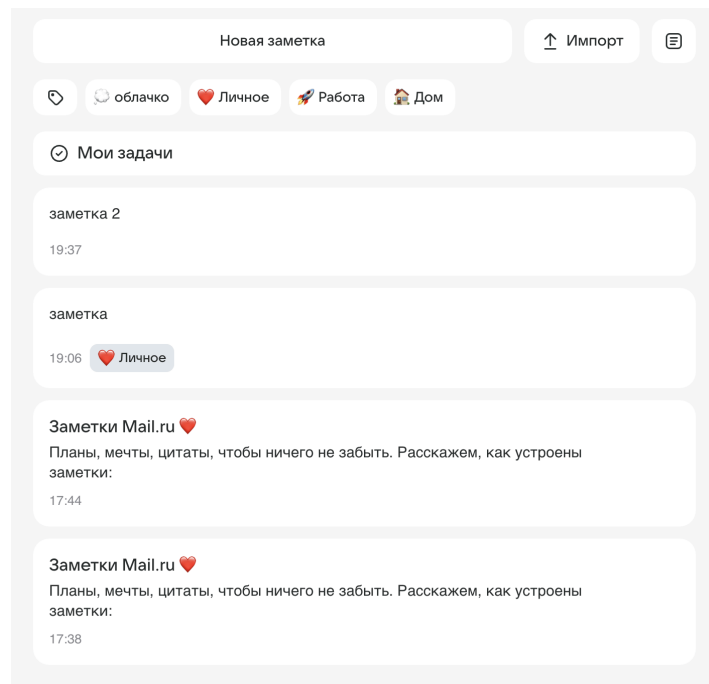 Новая заметка
Импорт
облачко
❤️ Личное
🚀 Работа
🏠 Дом
Мои задачи
заметка 2
19:37
заметка
19:06 ❤️ Личное
Заметки Mail.ru ❤️
Планы, мечты, цитаты, чтобы ничего не забыть. Расскажем, как устроены
заметки:
17:44
Заметки Mail.ru ❤️
Планы, мечты, цитаты, чтобы ничего не забыть. Расскажем, как устроены
заметки:
17:38